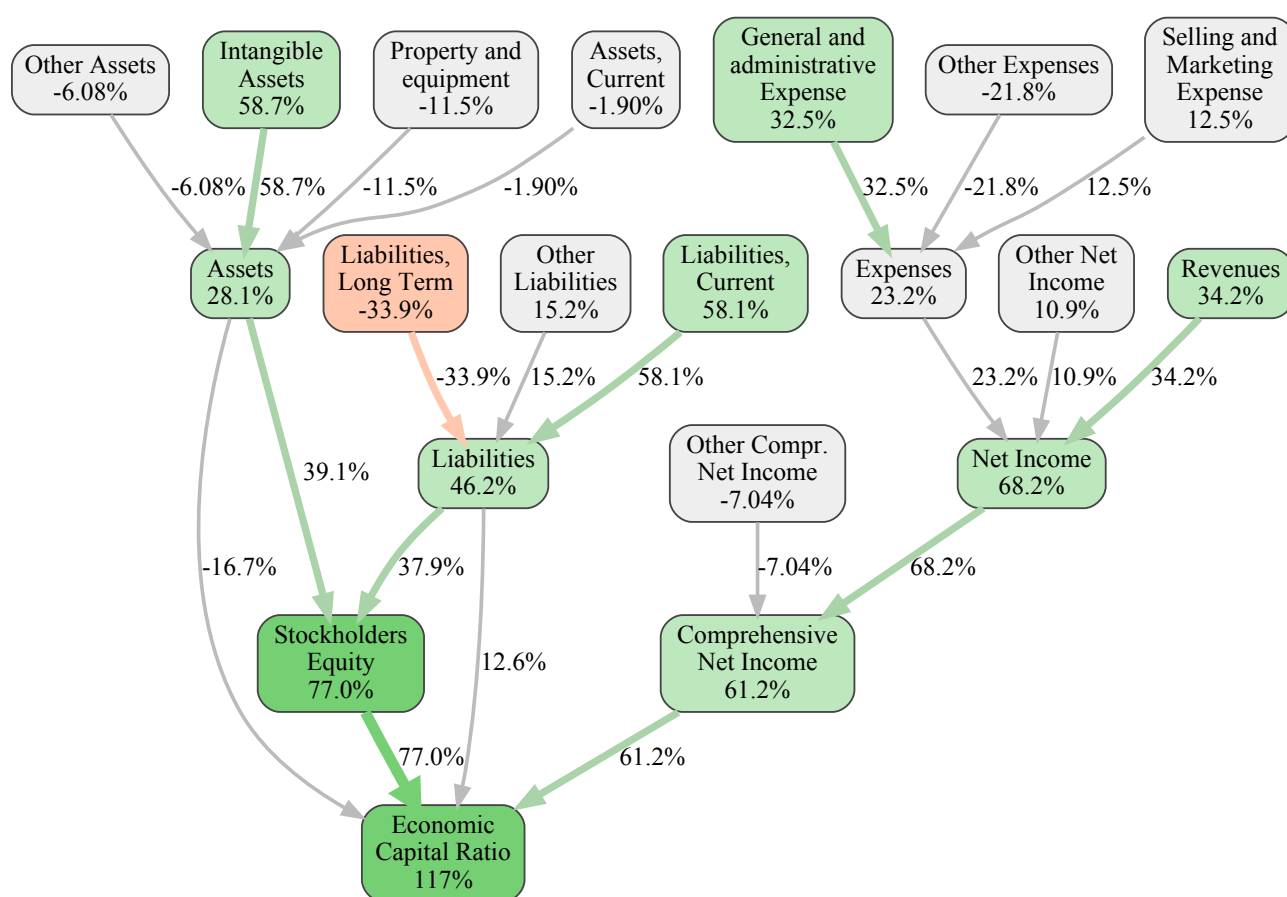 Other Assets
-6.08%
Intangible
Assets
58.7%
Property and
equipment
-11.5%
Assets,
Current
-1.90%
General and
administrative
Expense
32.5%
Other Expenses
-21.8%
Selling and
Marketing
Expense
12.5%
-6.08%
58.7%
-11.5%
-1.90%
32.5%
-21.8%
12.5%
Assets
28.1%
Liabilities,
Long Term
-33.9%
Other
Liabilities
15.2%
Liabilities,
Current
58.1%
Expenses
23.2%
Other Net
Income
10.9%
Revenues
34.2%
-33.9%
15.2%
58.1%
23.2%
10.9%
34.2%
39.1%
Liabilities
46.2%
Other Compr.
Net Income
-7.04%
Net Income
68.2%
-16.7%
37.9%
-7.04%
68.2%
Stockholders
Equity
77.0%
12.6%
Comprehensive
Net Income
61.2%
77.0%
61.2%
Economic
Capital Ratio
117%